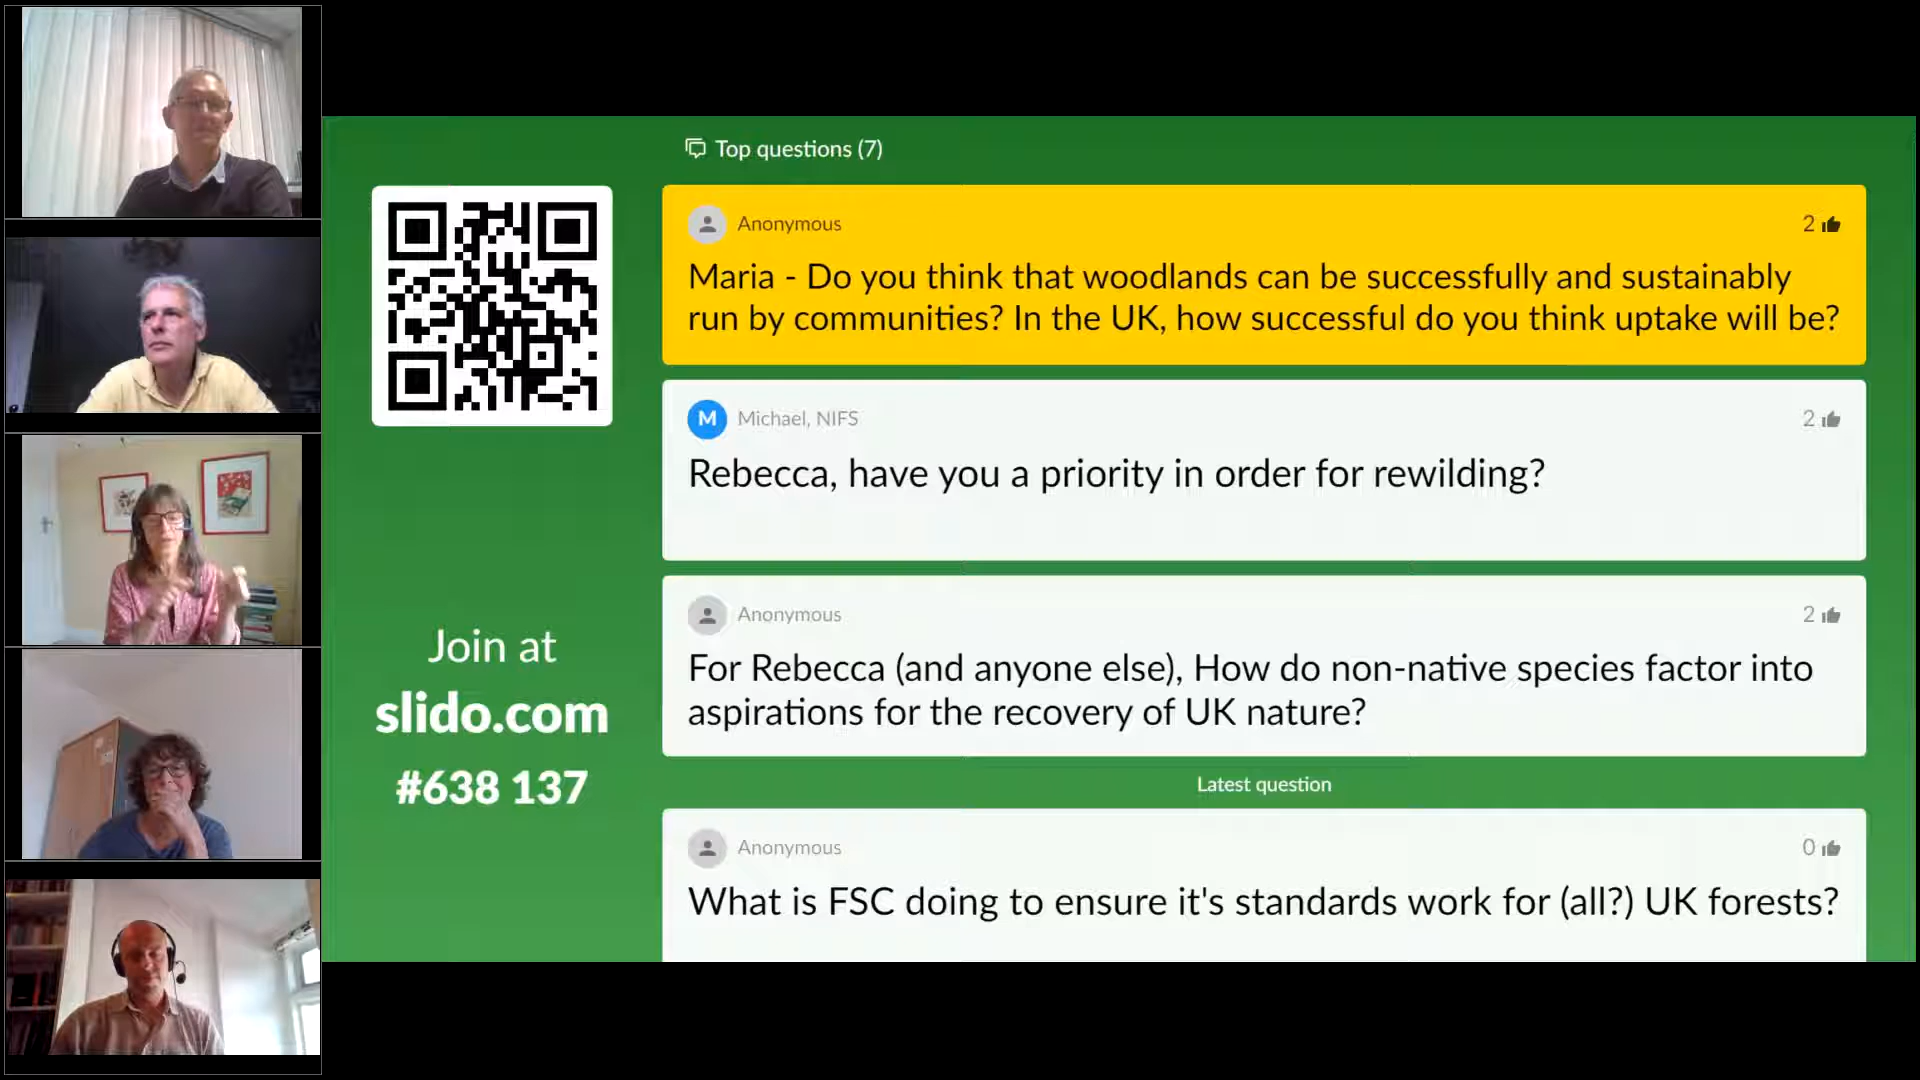 Top questions (7)
Anonymous
2
Maria - Do you think that woodlands can be successfully and sustainably
run by communities? In the UK, how successful do you think uptake will be?
M
Michael, NIFS
2
Rebecca, have you a priority in order for rewilding?
Anonymous
2
For Rebecca (and anyone else), How do non-native species factor into
aspirations for the recovery of UK nature?
Latest question
Anonymous
0
What is FSC doing to ensure it's standards work for (all?) UK forests?
Join at
slido.com
#638 137